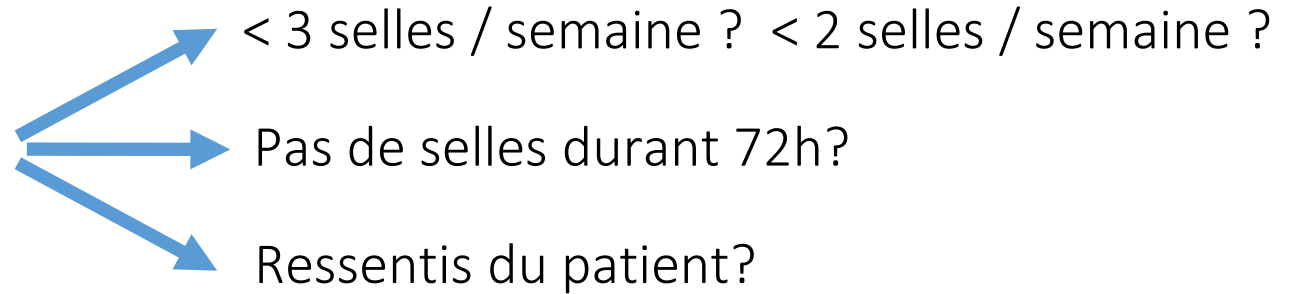 < 3 selles / semaine ? < 2 selles / semaine ?
Pas de selles durant 72h?
Ressentis du patient?